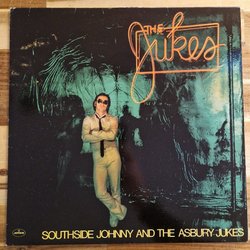 THE
Jukes
SOUTHSIDE JOHNNY AND THE ASBURY JUKES